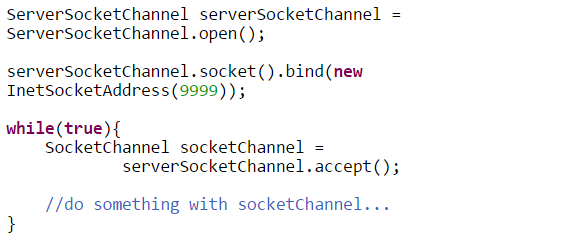 ServerSocketChannel serverSocketChannel =
ServerSocketChannel.open();
serverSocketChannel.socket().bind(new
InetSocketAddress(9999));
while(true){
SocketChannel socketChannel =
serverSocketChannel.accept();
//do something with socketChannel...
}